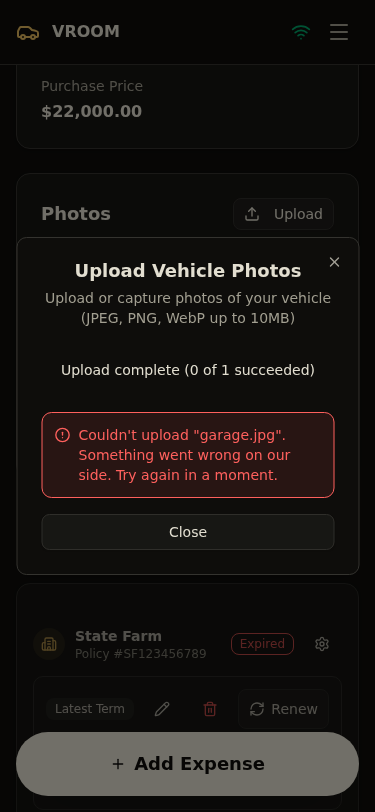 VROOM
Purchase Price
$22,000.00
Photos
Upload
Upload Vehicle Photos
Upload or capture photos of your vehicle
(JPEG, PNG, WebP up to 10MB)
Upload complete (0 of 1 succeeded)
Couldn't upload "garage.jpg".
Something went wrong on our
side. Try again in a moment.
Close
State Farm
Policy #SF123456789
Expired
Latest Term
Renew
+ Add Expense